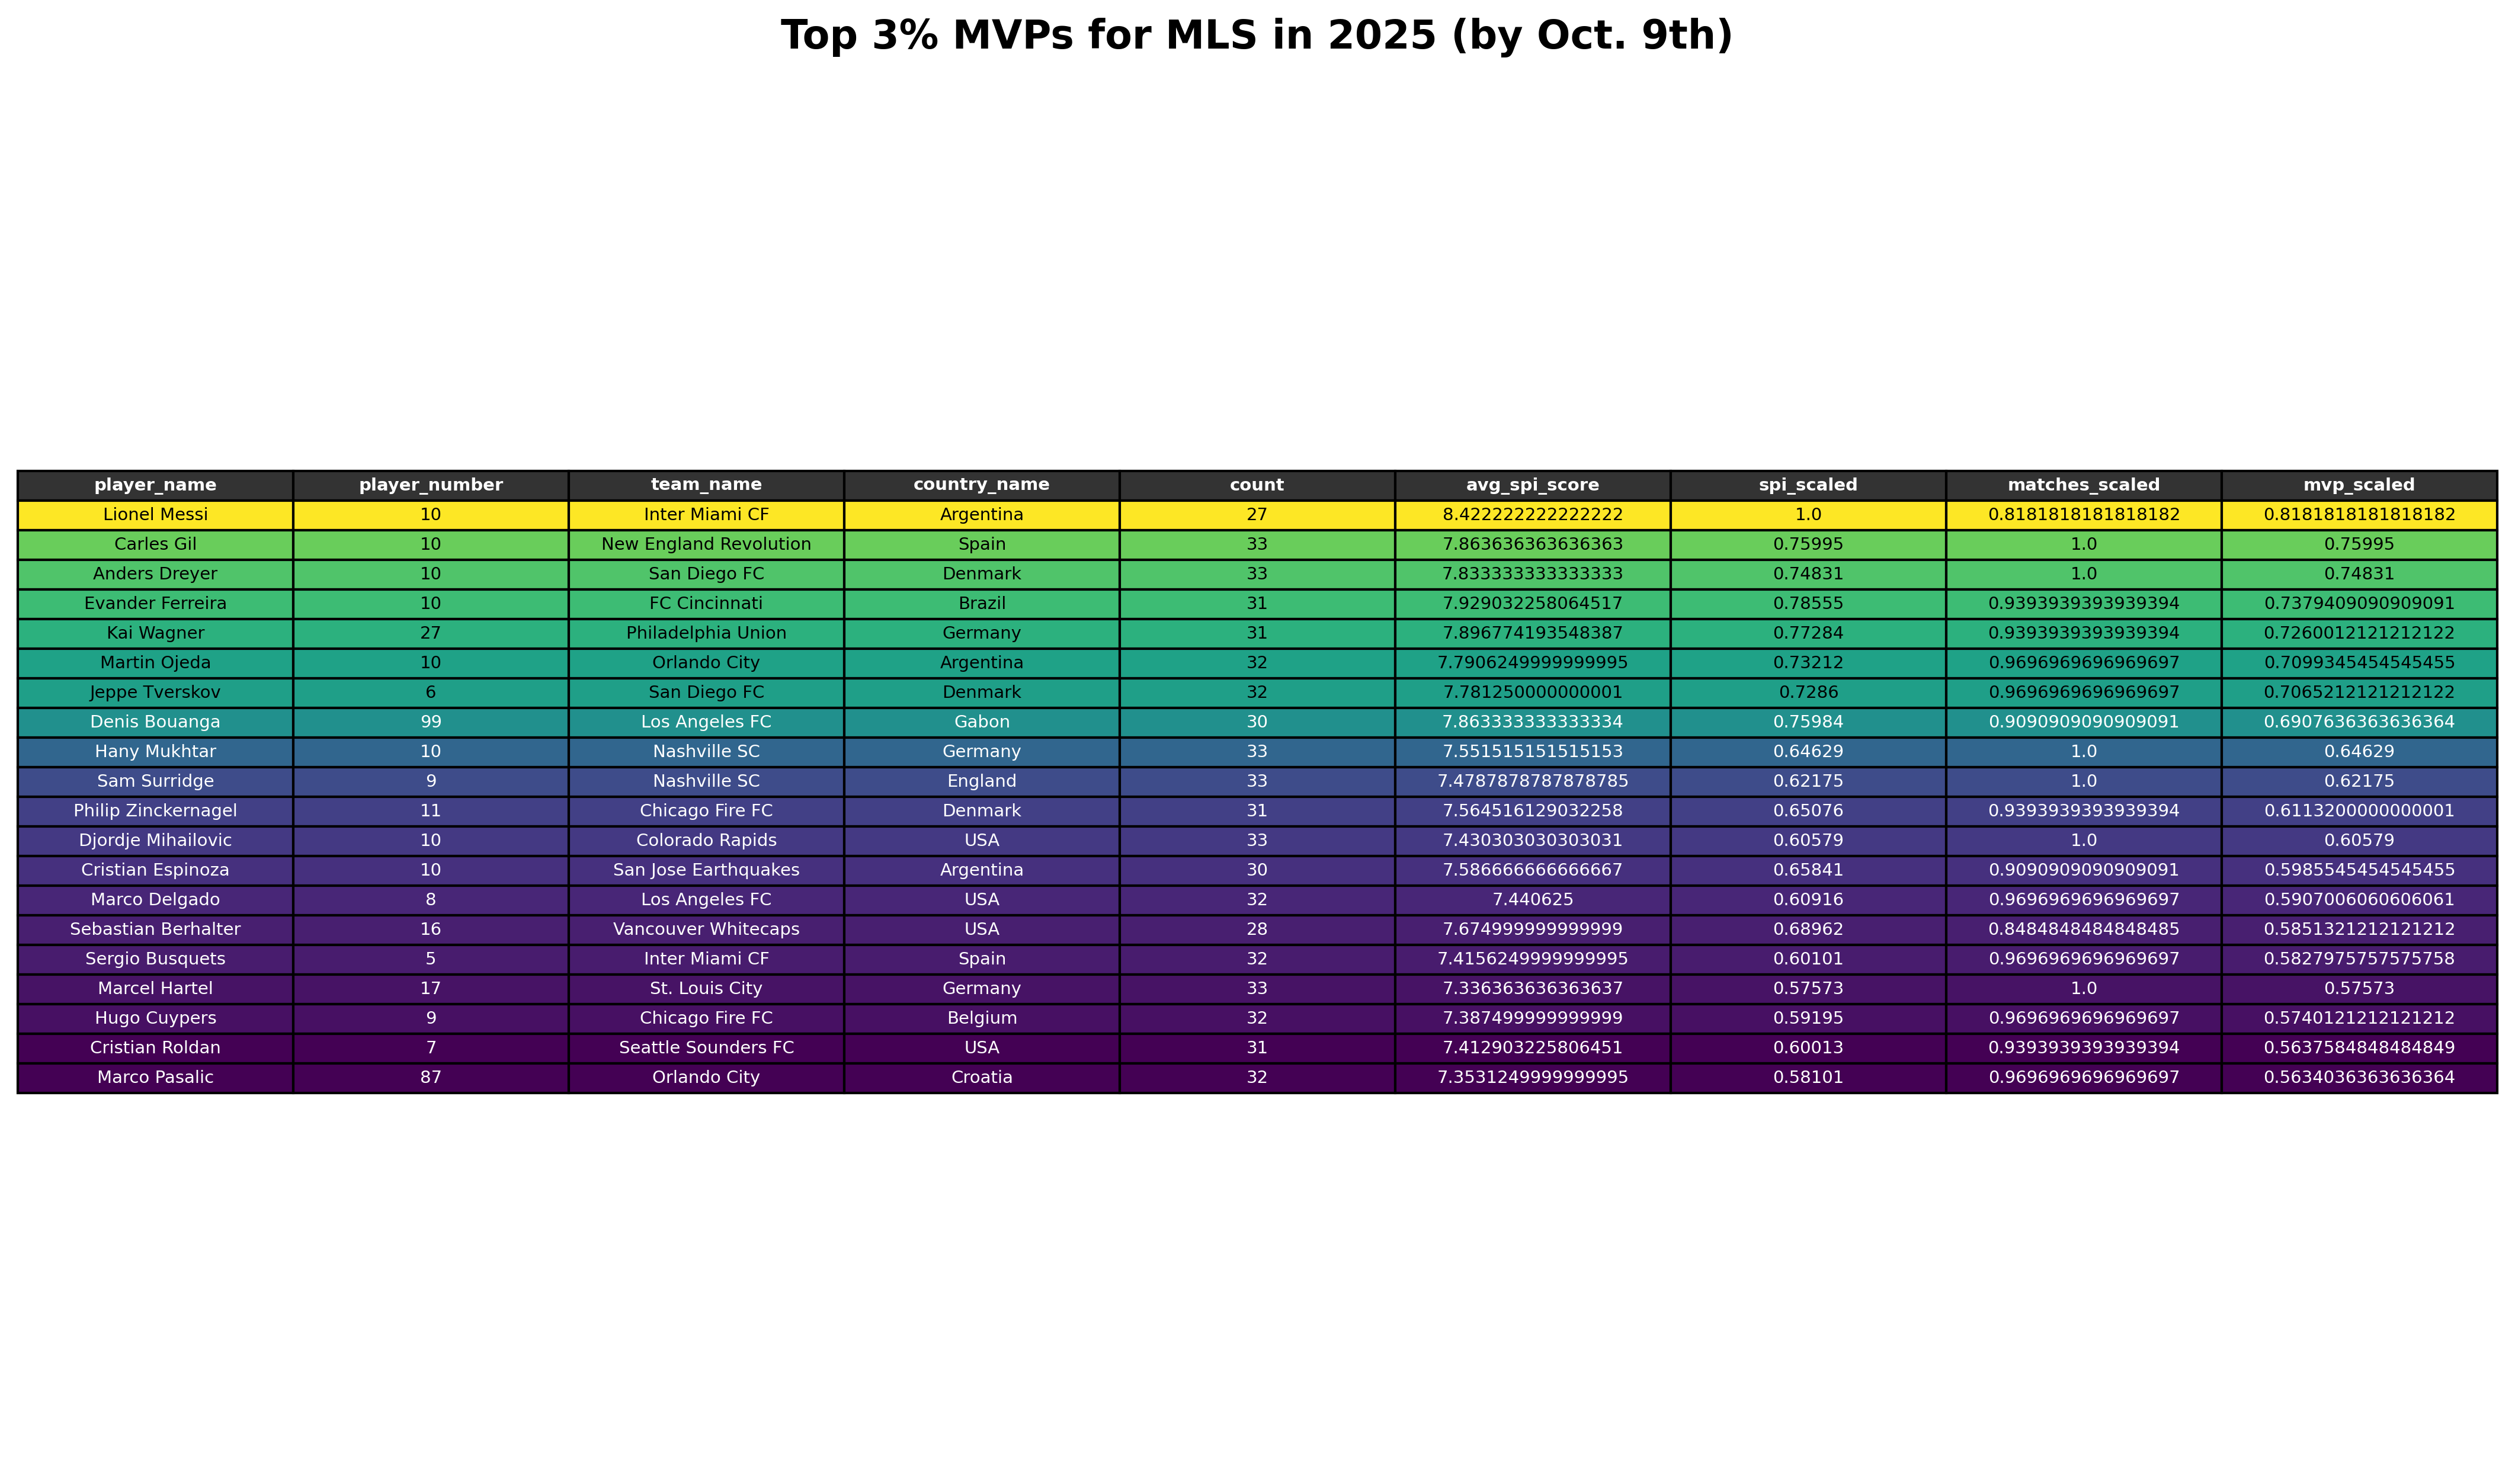 Top 3% MVPs for MLS in 2025 (by Oct. 9th)
player_name player_number team_name country_name count avg_spi_score spi_scaled matches_scaled mvp_scaled
Lionel Messi 10 Inter Miami CF Argentina 27 8.422222222222222 1.0 0.8181818181818182 0.8181818181818182
Carles Gil 10 New England Revolution Spain 33 7.863636363636363 0.75995 1.0 0.75995
Anders Dreyer 10 San Diego FC Denmark 33 7.833333333333333 0.74831 1.0 0.74831
Evander Ferreira 10 FC Cincinnati Brazil 31 7.929032258064517 0.78555 0.9393939393939394 0.7379409090909091
Kai Wagner 27 Philadelphia Union Germany 31 7.896774193548387 0.77284 0.9393939393939394 0.7260012121212122
Martin Ojeda 10 Orlando City Argentina 32 7.7906249999999995 0.73212 0.9696969696969697 0.7099345454545455
Jeppe Tverskov 6 San Diego FC Denmark 32 7.781250000000001 0.7286 0.9696969696969697 0.7065212121212122
Denis Bouanga 99 Los Angeles FC Gabon 30 7.863333333333334 0.75984 0.9090909090909091 0.6907636363636364
Hany Mukhtar 10 Nashville SC Germany 33 7.551515151515153 0.64629 1.0 0.64629
Sam Surridge 9 Nashville SC England 33 7.4787878787878785 0.62175 1.0 0.62175
Philip Zinckernagel 11 Chicago Fire FC Denmark 31 7.564516129032258 0.65076 0.9393939393939394 0.6113200000000001
Djordje Mihailovic 10 Colorado Rapids USA 33 7.430303030303031 0.60579 1.0 0.60579
Cristian Espinoza 10 San Jose Earthquakes Argentina 30 7.586666666666667 0.65841 0.9090909090909091 0.5985545454545455
Marco Delgado 8 Los Angeles FC USA 32 7.440625 0.60916 0.9696969696969697 0.5907006060606061
Sebastian Berhalter 16 Vancouver Whitecaps USA 28 7.674999999999999 0.68962 0.8484848484848485 0.5851321212121212
Sergio Busquets 5 Inter Miami CF Spain 32 7.4156249999999995 0.60101 0.9696969696969697 0.5827975757575758
Marcel Hartel 17 St. Louis City Germany 33 7.336363636363637 0.57573 1.0 0.57573
Hugo Cuypers 9 Chicago Fire FC Belgium 32 7.387499999999999 0.59195 0.9696969696969697 0.5740121212121212
Cristian Roldan 7 Seattle Sounders FC USA 31 7.412903225806451 0.60013 0.9393939393939394 0.5637584848484849
Marco Pasalic 87 Orlando City Croatia 32 7.3531249999999995 0.58101 0.9696969696969697 0.5634036363636364